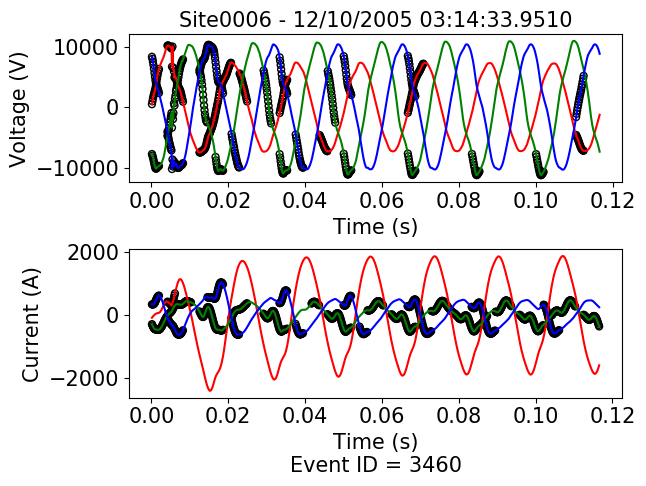 Site0006 - 12/10/2005 03:14:33.9510
Voltage (V)
10000
0
−10000
0.00 0.02 0.04 0.06 0.08 0.10 0.12
Time (s)
Current (A)
2000
0
−2000
0.00 0.02 0.04 0.06 0.08 0.10 0.12
Time (s)
Event ID = 3460